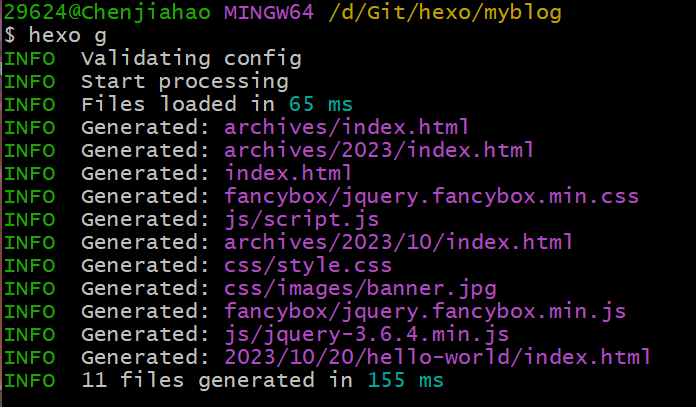 29624@Chenjiahao MINGW64 /d/Git/hexo/myblog
$ hexo g
INFO  Validating config
INFO  Start processing
INFO  Files loaded in 65 ms
INFO  Generated: archives/index.html
INFO  Generated: archives/2023/index.html
INFO  Generated: index.html
INFO  Generated: fancybox/jquery.fancybox.min.css
INFO  Generated: js/script.js
INFO  Generated: archives/2023/10/index.html
INFO  Generated: css/style.css
INFO  Generated: css/images/banner.jpg
INFO  Generated: fancybox/jquery.fancybox.min.js
INFO  Generated: js/jquery-3.6.4.min.js
INFO  Generated: 2023/10/20/hello-world/index.html
INFO  11 files generated in 155 ms